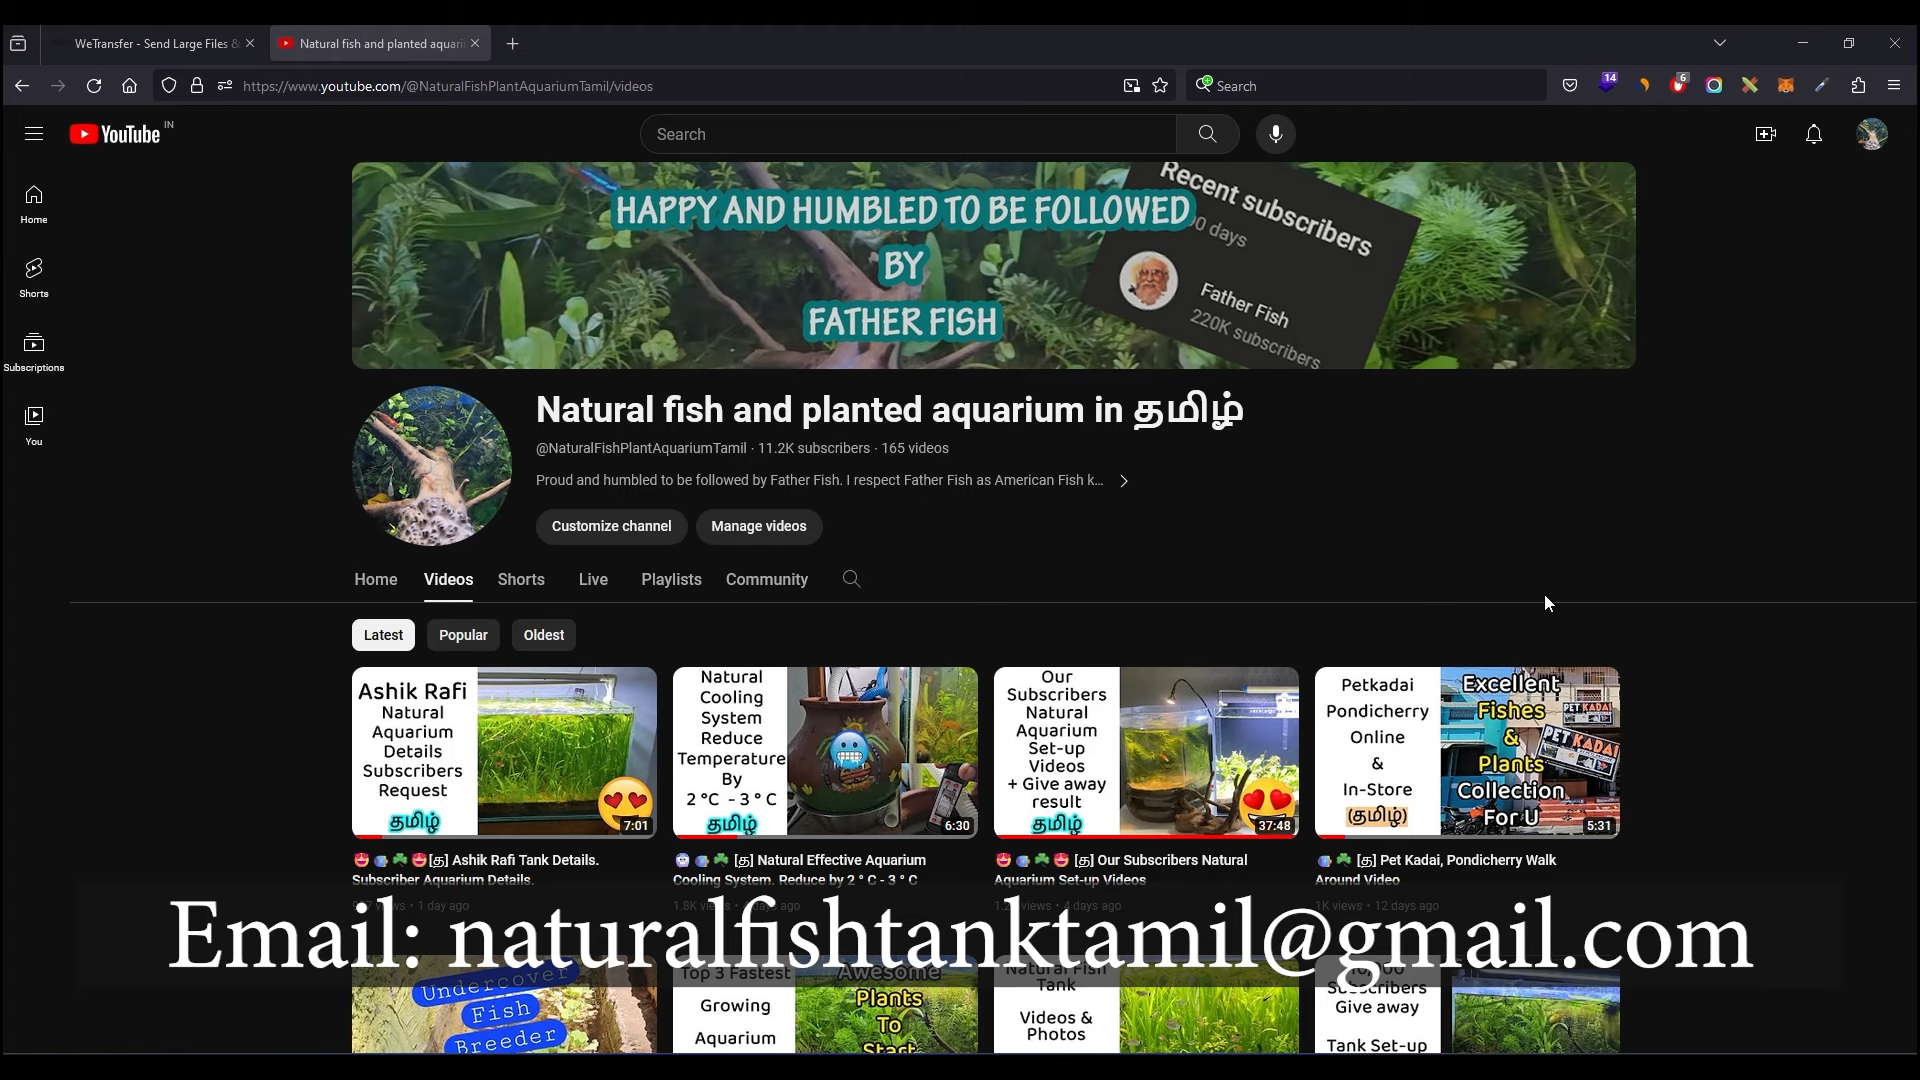 WeTransfer - Send Large Files &
Natural fish and planted aquari
https://www.youtube.com/@NaturalFishPlantAquariumTamil/videos
Search
14
6
YouTube IN
Search
Home
Shorts
Subscriptions
You
HAPPY AND HUMBLED TO BE FOLLOWED
BY
FATHER FISH
Recent subscribers
0 days
Father Fish
220K subscribers
Natural fish and planted aquarium in தமிழ்
@NaturalFishPlantAquariumTamil · 11.2K subscribers · 165 videos
Proud and humbled to be followed by Father Fish. I respect Father Fish as American Fish k...
Customize channel
Manage videos
Home
Videos
Shorts
Live
Playlists
Community
Latest
Popular
Oldest
Ashik Rafi
Natural
Aquarium
Details
Subscribers
Request
தமிழ்
7:01
Natural
Cooling
System
Reduce
Temperature
By
2 °C - 3 ° C
தமிழ்
6:30
Our
Subscribers
Natural
Aquarium
Set-up
Videos
+ Give away
result
தமிழ்
37:48
Petkadai
Pondicherry
Online
&
In-Store
(தமிழ்)
Excellent
Fishes
&
Plants
Collection
For U
PET KADAI
PET KADAI
5:31
[த] Ashik Rafi Tank Details.
Subscriber Aquarium Details.
1 day ago
[த] Natural Effective Aquarium
Cooling System. Reduce by 2 ° C - 3 ° C
1.8K views
days ago
[த] Our Subscribers Natural
Aquarium Set-up Videos
views • 4 days ago
[த] Pet Kadai, Pondicherry Walk
Around Video
1K views • 12 days ago
Email: naturalfishtanktamil@gmail.com
Undercover
Fish
Breeder
Top 3 Fastest
Growing
Aquarium
Awesome
Plants
To
Start
Natural Fish
Tank
Videos &
Photos
Subscribers
Give away
Tank Set-up